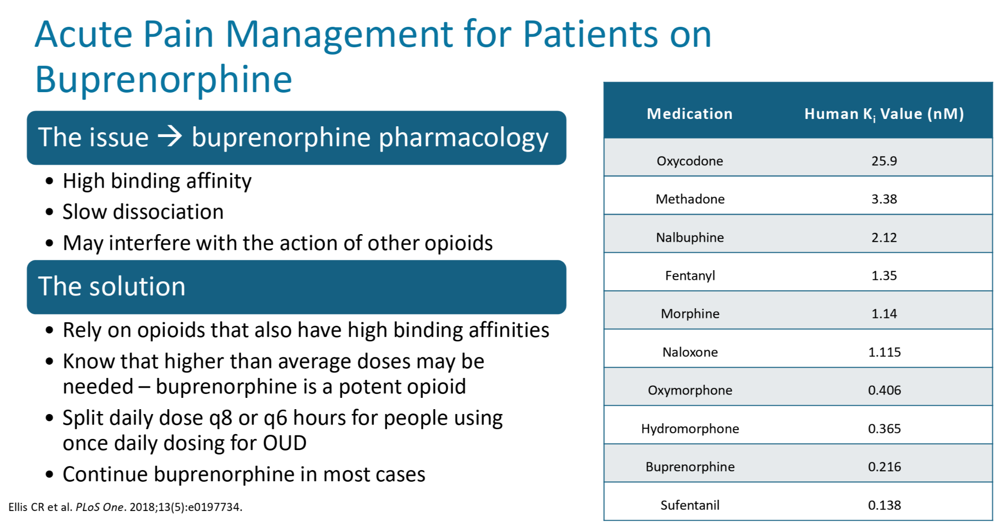 Acute Pain Management for Patients on
Buprenorphine
The issue → buprenorphine pharmacology
• High binding affinity
• Slow dissociation
• May interfere with the action of other opioids
The solution
• Rely on opioids that also have high binding affinities
• Know that higher than average doses may be
needed – buprenorphine is a potent opioid
• Split daily dose q8 or q6 hours for people using
once daily dosing for OUD
• Continue buprenorphine in most cases
Ellis CR et al. PLoS One. 2018;13(5):e0197734.
Medication Human Ki Value (nM)
Oxycodone 25.9
Methadone 3.38
Nalbuphine 2.12
Fentanyl 1.35
Morphine 1.14
Naloxone 1.115
Oxymorphone 0.406
Hydromorphone 0.365
Buprenorphine 0.216
Sufentanil 0.138